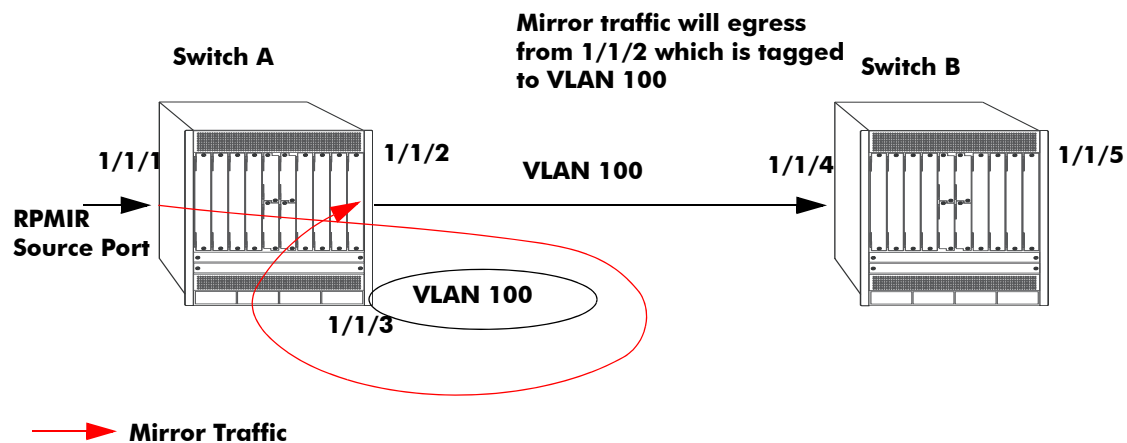 Mirror traffic will egress
from 1/1/2 which is tagged
to VLAN 100
Switch A
Switch B
1/1/1
1/1/2
VLAN 100
1/1/4
1/1/5
RPMIR
Source Port
VLAN 100
1/1/3
Mirror Traffic